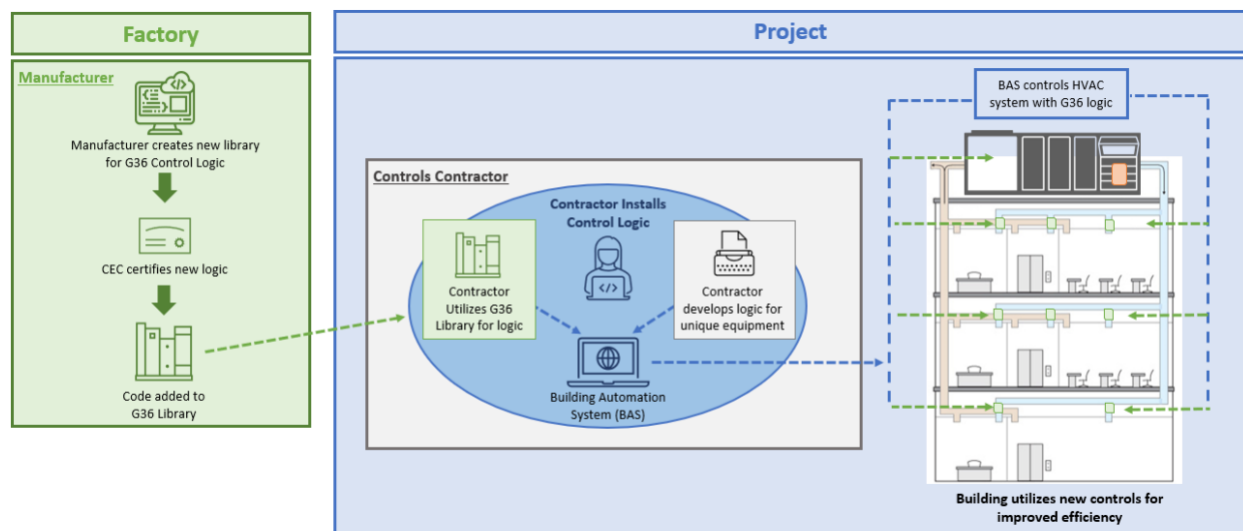 Factory
Project
Manufacturer
Manufacturer creates new library
for G36 Control Logic
CEC certifies new logic
Code added to
G36 Library
Controls Contractor
Contractor Installs
Control Logic
Contractor
Utilizes G36
Library for logic
Contractor
develops logic for
unique equipment
Building Automation
System (BAS)
BAS controls HVAC
system with G36 logic
Building utilizes new controls for
improved efficiency